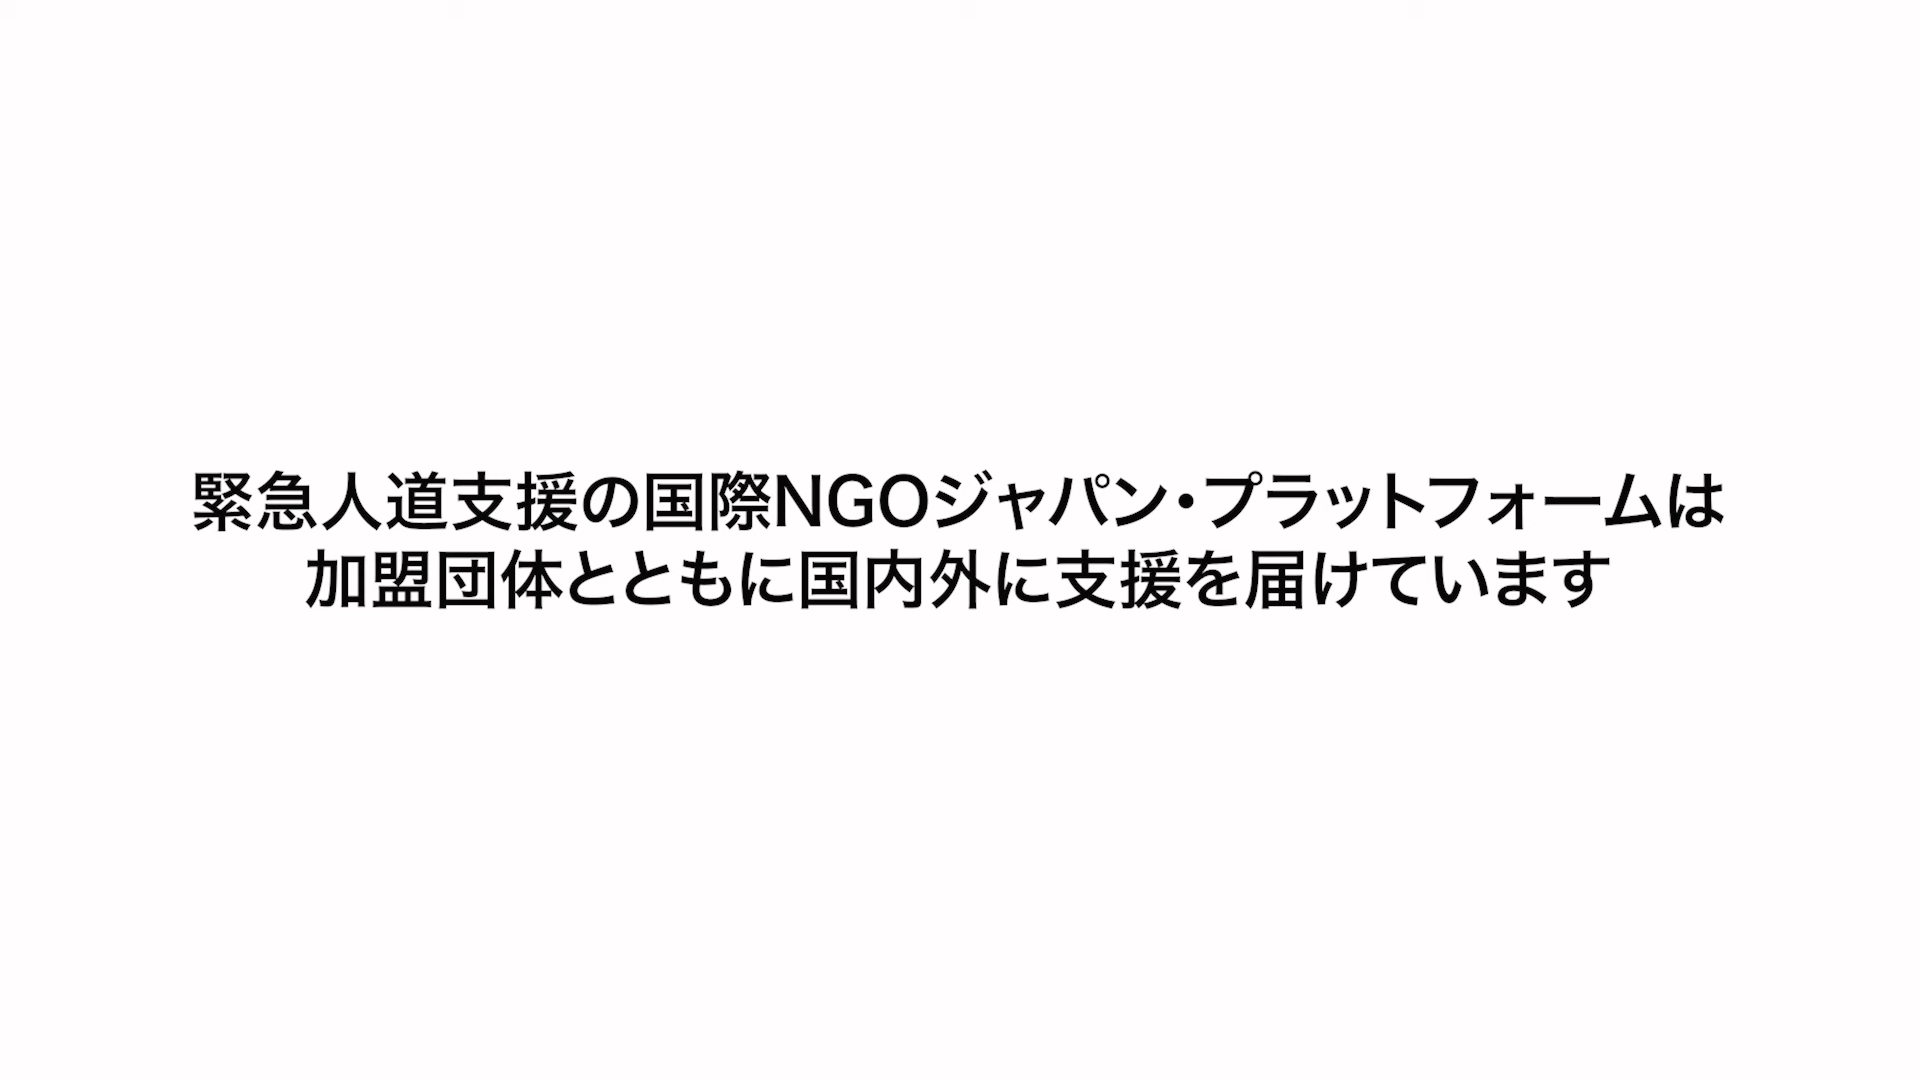 緊急人道支援の国際NGOジャパン・プラットフォームは
加盟団体とともに国内外に支援を届けています